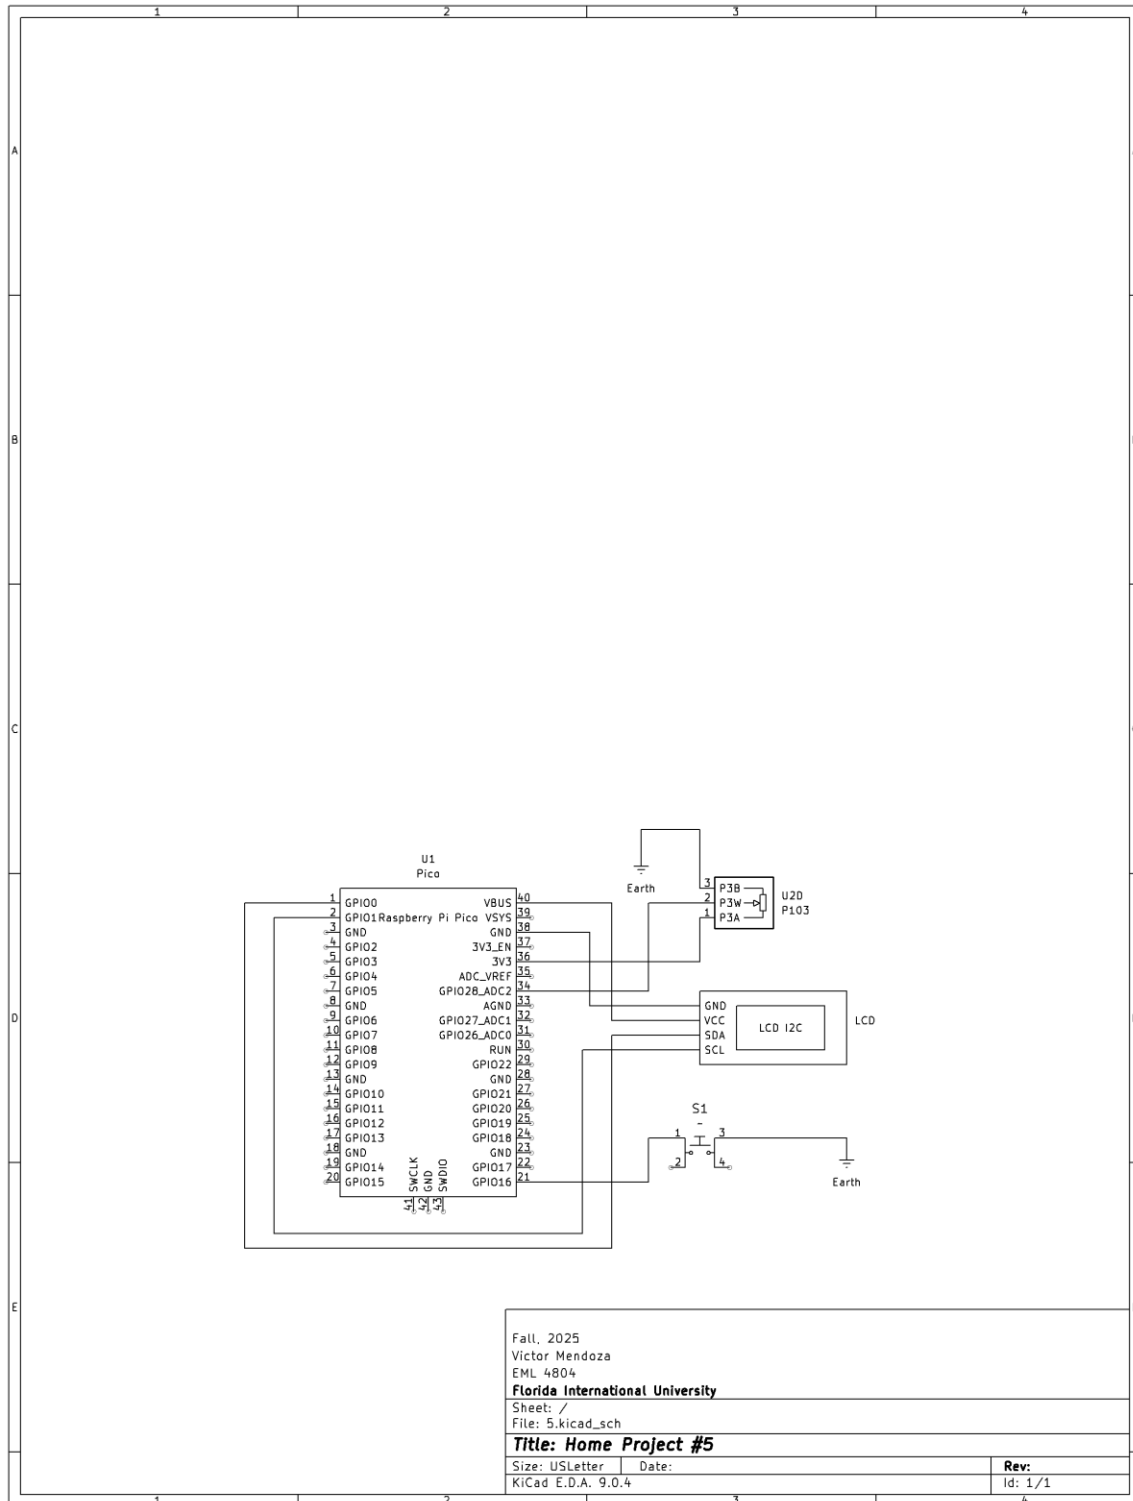 1 2 3 4
A
B
C
D
E
U1
Pico
Raspberry Pi Pico
1 GPIO0
2 GPIO1
3 GND
4 GPIO2
5 GPIO3
6 GPIO4
7 GPIO5
8 GND
9 GPIO6
10 GPIO7
11 GPIO8
12 GPIO9
13 GND
14 GPIO10
15 GPIO11
16 GPIO12
17 GPIO13
18 GND
19 GPIO14
20 GPIO15
VBUS 40
VSYS 39
GND 38
3V3_EN 37
3V3 36
ADC_VREF 35
GPIO28_ADC2 34
AGND 33
GPIO27_ADC1 32
GPIO26_ADC0 31
RUN 30
GPIO22 29
GND 28
GPIO21 27
GPIO20 26
GPIO19 25
GPIO18 24
GND 23
GPIO17 22
GPIO16 21
41 SWCLK
42 GND
43 SWDIO
Earth
3 P3B
2 P3W
1 P3A
U2D
P103
GND
VCC
SDA
SCL
LCD I2C
LCD
S1
-
1 3
2 4
Earth
Fall, 2025
Victor Mendoza
EML 4804
Florida International University
Sheet: /
File: 5.kicad_sch
Title: Home Project #5
Size: USLetter Date: Rev:
KiCad E.D.A. 9.0.4 Id: 1/1
1 2 3 4